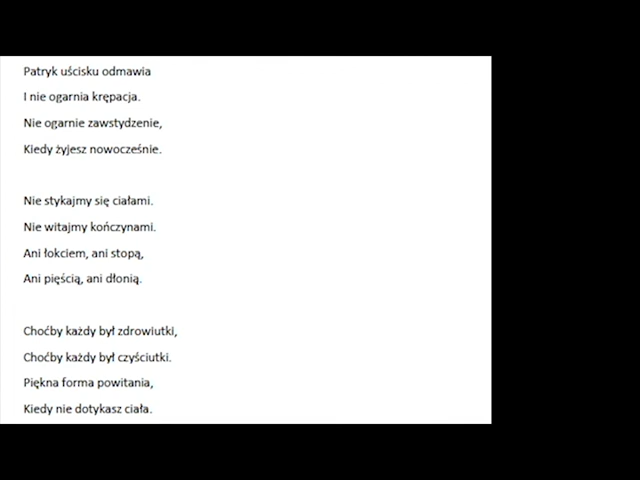 Patryk uścisku odmawia
I nie ogarnia krępacja.
Nie ogarnie zawstydzenie,
Kiedy żyjesz nowocześnie.

Nie stykajmy się ciałami.
Nie witajmy kończynami.
Ani łokciem, ani stopą,
Ani pięścią, ani dłonią.

Choćby każdy był zdrowiutki,
Choćby każdy był czyściutki.
Piękna forma powitania,
Kiedy nie dotykasz ciała.